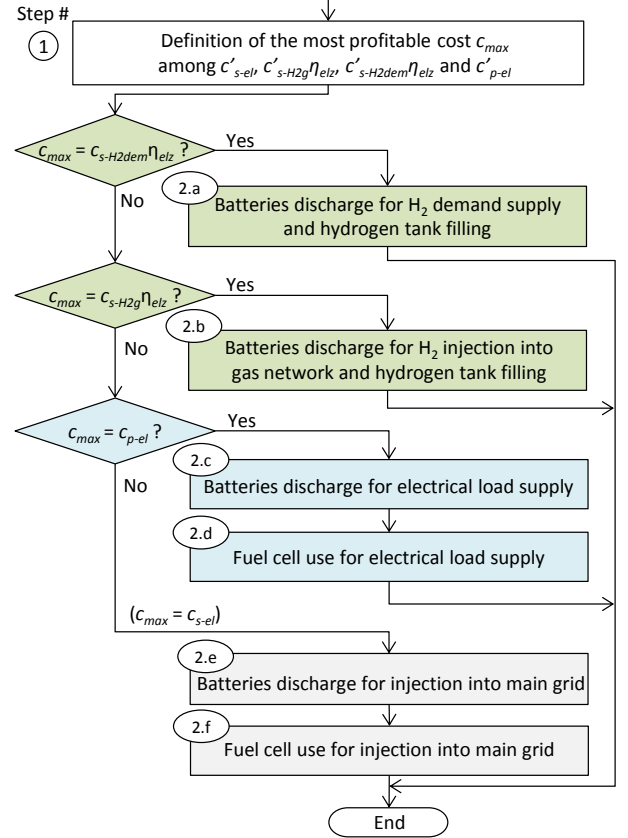 Step #
1
Definition of the most profitable cost c_max
among c'_s-el, c'_s-H2g η_elz, c'_s-H2dem η_elz and c'_p-el
c_max = c_s-H2dem η_elz ?
Yes
No
2.a
Batteries discharge for H₂ demand supply
and hydrogen tank filling
c_max = c_s-H2g η_elz ?
Yes
No
2.b
Batteries discharge for H₂ injection into
gas network and hydrogen tank filling
c_max = c_p-el ?
Yes
No
2.c
Batteries discharge for electrical load supply
2.d
Fuel cell use for electrical load supply
(c_max = c_s-el)
2.e
Batteries discharge for injection into main grid
2.f
Fuel cell use for injection into main grid
End